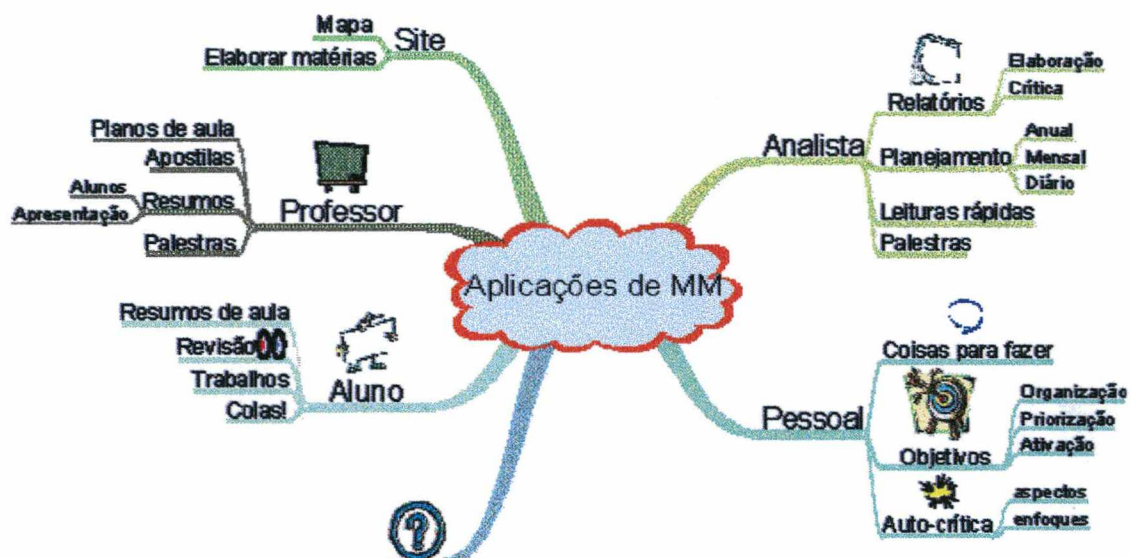 Mapa
Site
Elaborar matérias
Planos de aula
Apostilas
Alunos
Resumos
Apresentação
Palestras
Professor
Resumos de aula
Revisão
Trabalhos
Colas!
Aluno
?
Aplicações de MM
Analista
Relatórios
Elaboração
Crítica
Planejamento
Anual
Mensal
Diário
Leituras rápidas
Palestras
Pessoal
Coisas para fazer
Objetivos
Organização
Priorização
Ativação
Auto-crítica
aspectos
enfoques